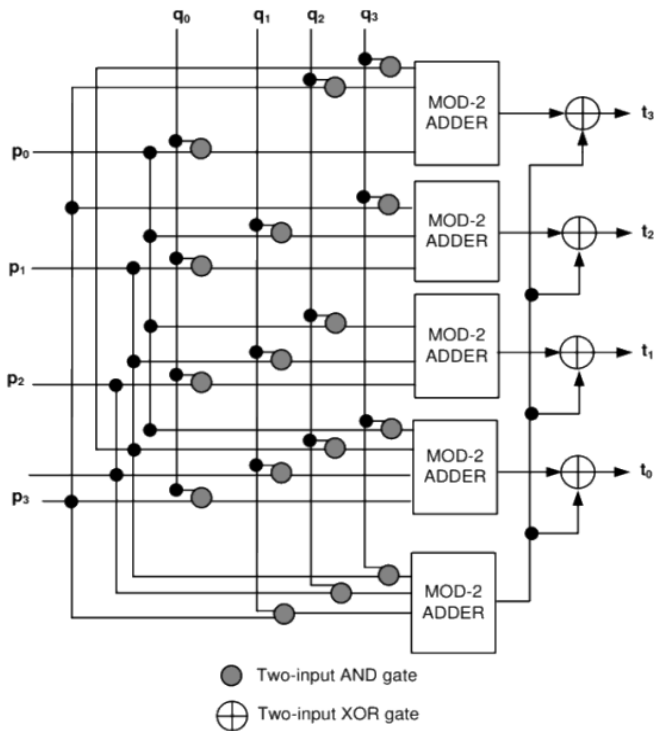 q₀ q₁ q₂ q₃
MOD-2
ADDER
t₃
p₀
MOD-2
ADDER
t₂
p₁
MOD-2
ADDER
t₁
p₂
MOD-2
ADDER
t₀
p₃
MOD-2
ADDER
Two-input AND gate
Two-input XOR gate